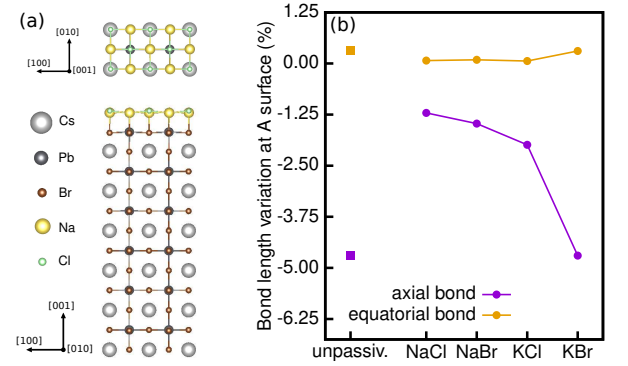 (a)
[010]
[100]
[001]
Cs
Pb
Br
Na
Cl
[001]
[100]
[010]
(b)
Bond length variation at A surface (%)
1.25
0.00
-1.25
-2.50
-3.75
-5.00
-6.25
axial bond
equatorial bond
unpassiv. NaCl NaBr KCl KBr